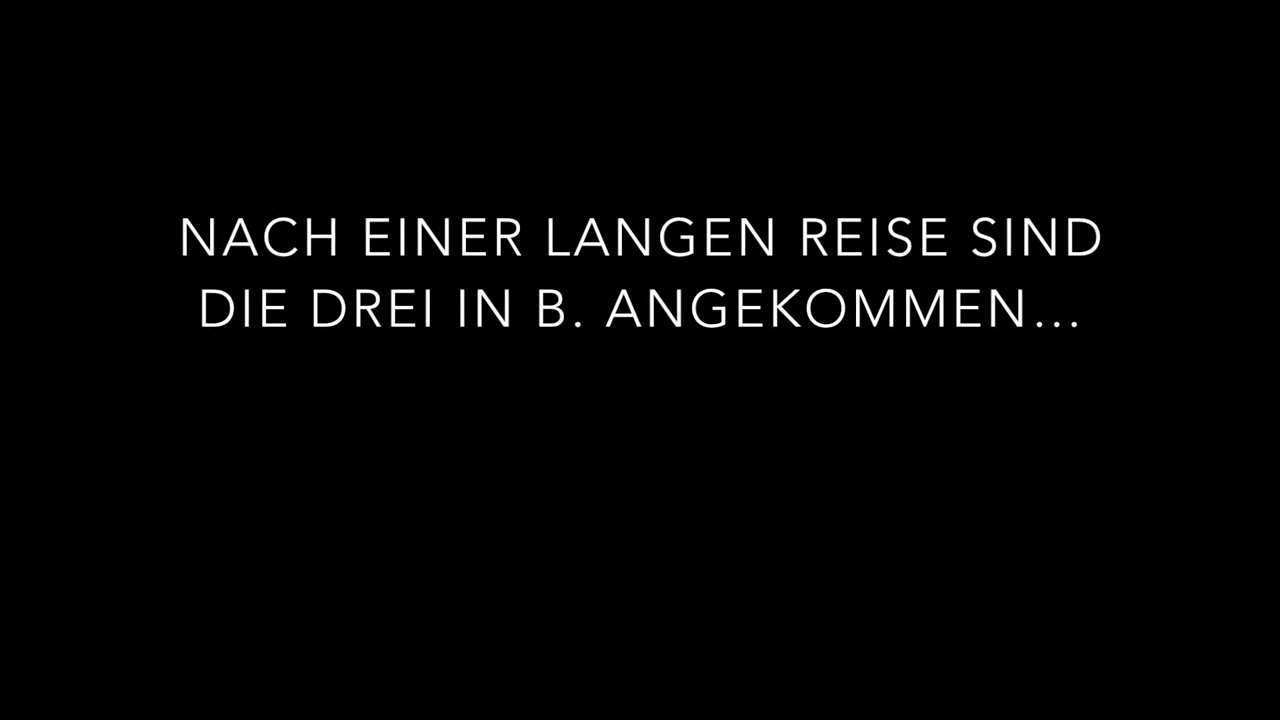 NACH EINER LANGEN REISE SIND
DIE DREI IN B. ANGEKOMMEN...